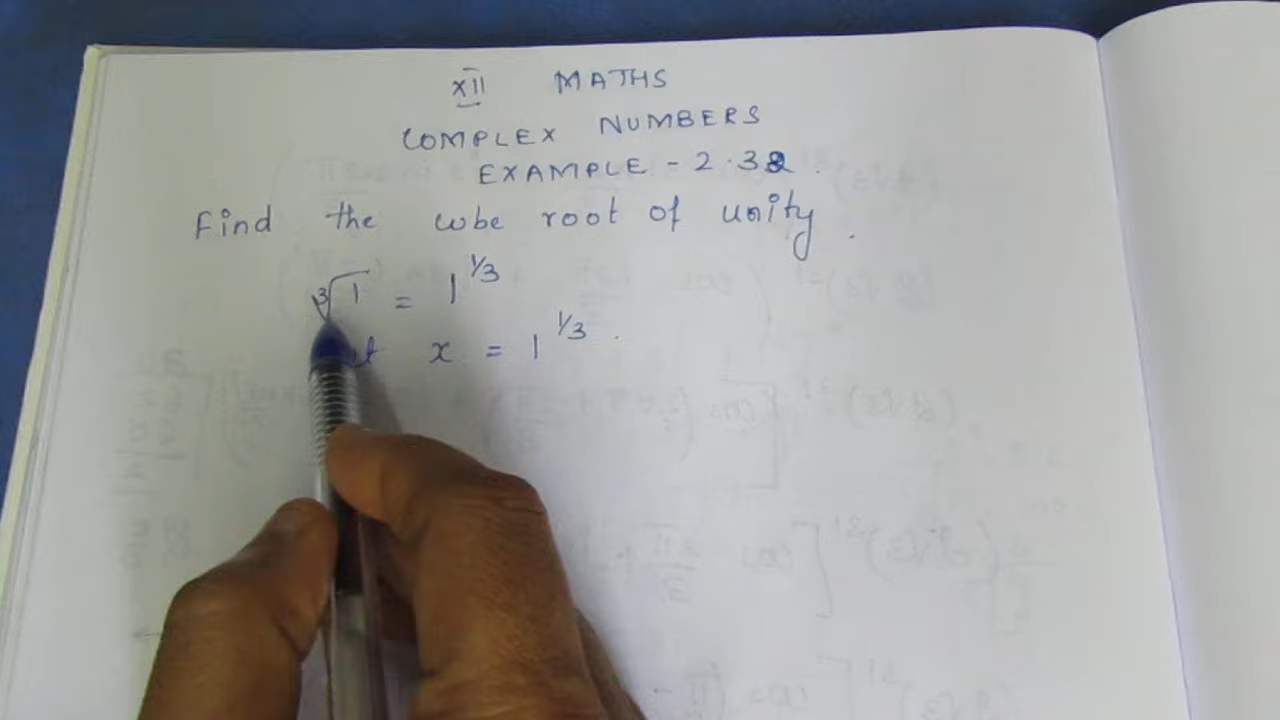 XII MATHS
COMPLEX NUMBERS
EXAMPLE - 2.32.
Find the cube root of unity.
∛1 = 1^1/3
x = 1^1/3.